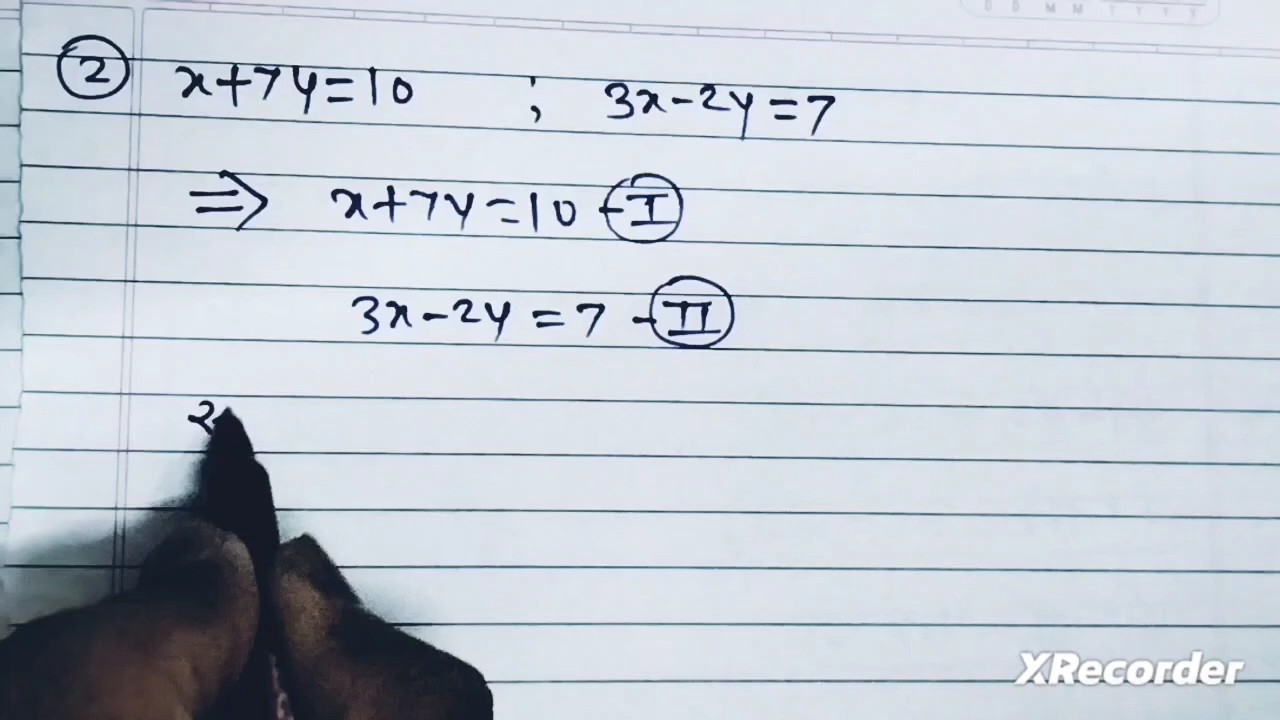 D D M M Y Y Y Y
② x+7y=10 ; 3x-2y=7
⇒ x+7y=10 -Ⓘ
3x-2y=7 -(II)
XRecorder